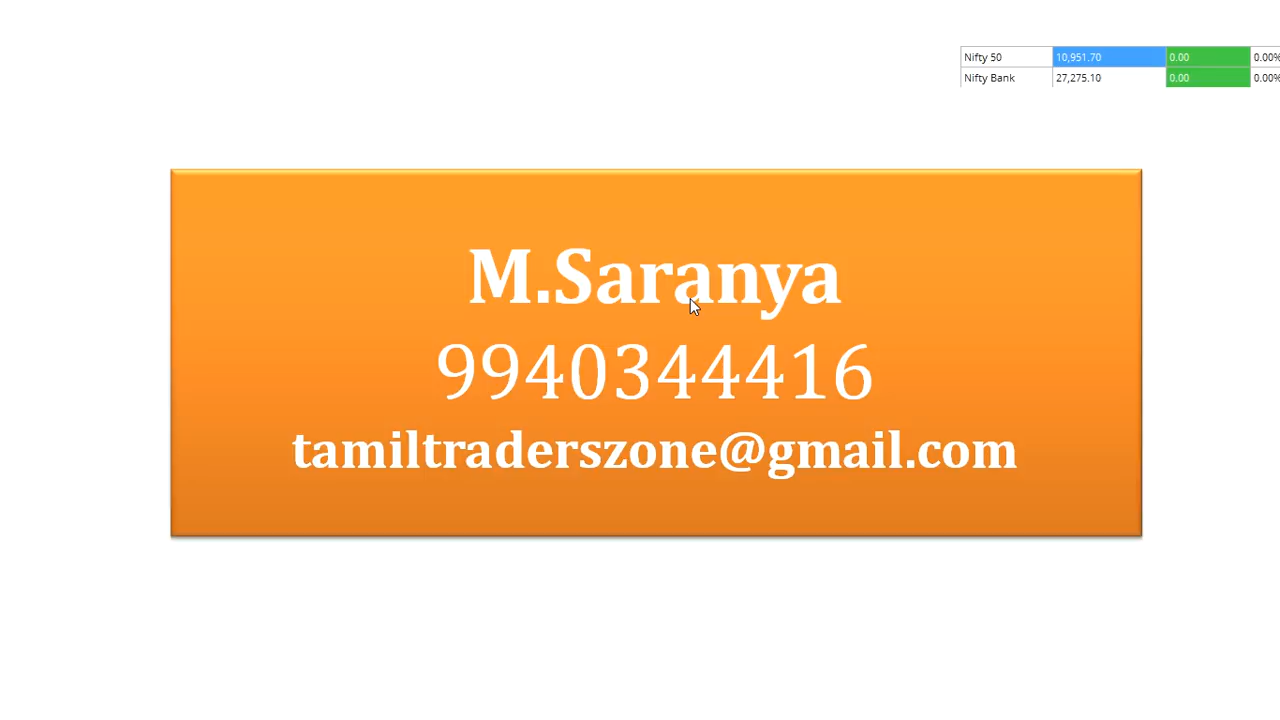 Nifty 50 10,951.70 0.00 0.00%
Nifty Bank 27,275.10 0.00 0.00%
M.Saranya
9940344416
tamiltraderszone@gmail.com